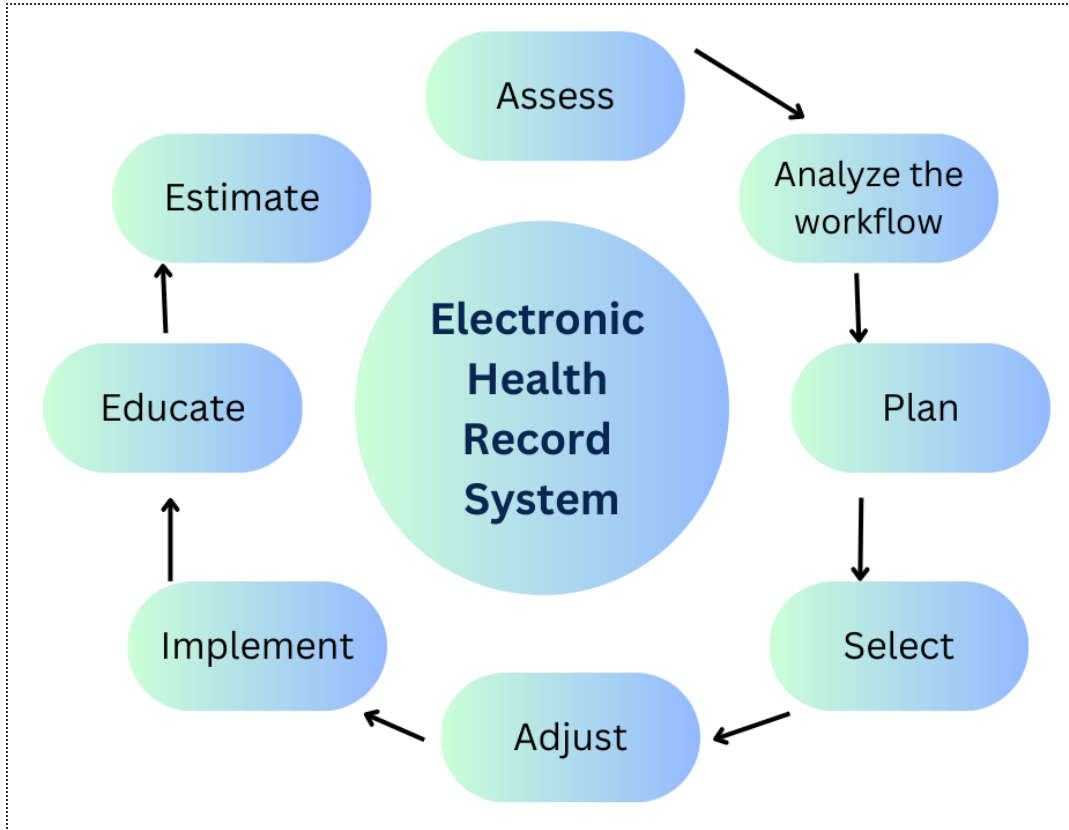 Assess
Analyze the
workflow
Plan
Select
Adjust
Implement
Educate
Estimate
Electronic
Health
Record
System